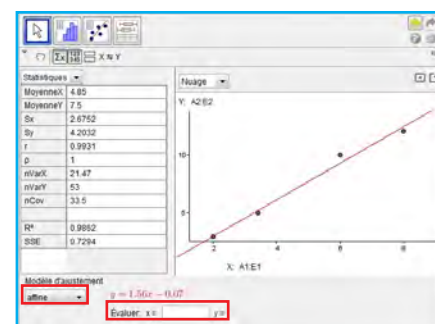 Σx
X ≈ Y
Statistiques
Nuage
MoyenneX 4.85
MoyenneY 7.5
Sx 2.6752
Sy 4.2032
r 0.9931
ρ 1
nVarX 21.47
nVarY 53
nCov 33.5
R² 0.9862
SSE 0.7294
Y: A2:E2
10
5
2 4 6 8
X: A1:E1
Modèle d'ajustement
affine
y = 1.56x − 0.07
Évaluer: x = y =